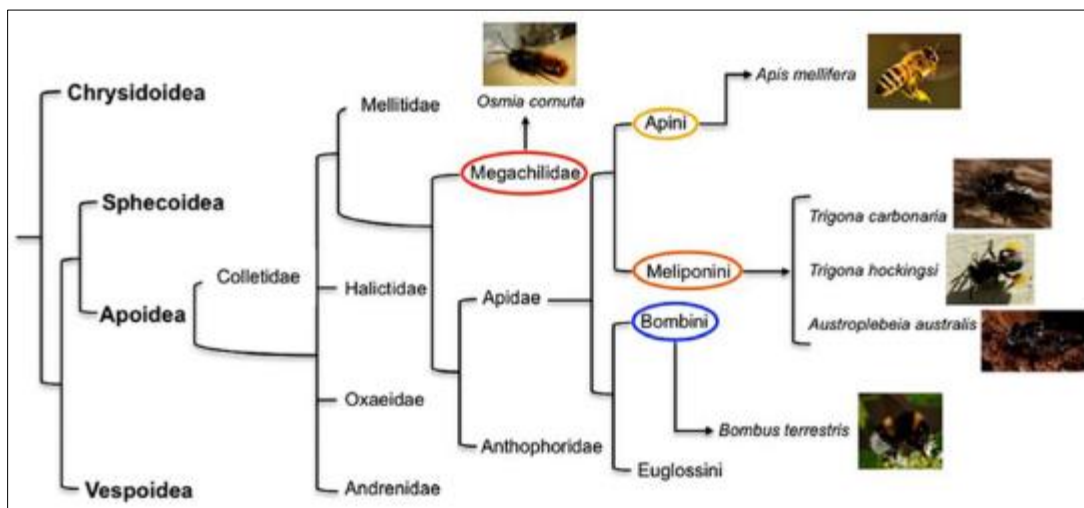 Chrysidoidea
Sphecoidea
Apoidea
Vespoidea
Colletidae
Mellitidae
Halictidae
Oxaeidae
Andrenidae
Osmia cornuta
Megachilidae
Apidae
Anthophoridae
Apini
Meliponini
Bombini
Euglossini
Apis mellifera
Trigona carbonaria
Trigona hockingsi
Austroplebeia australis
Bombus terrestris